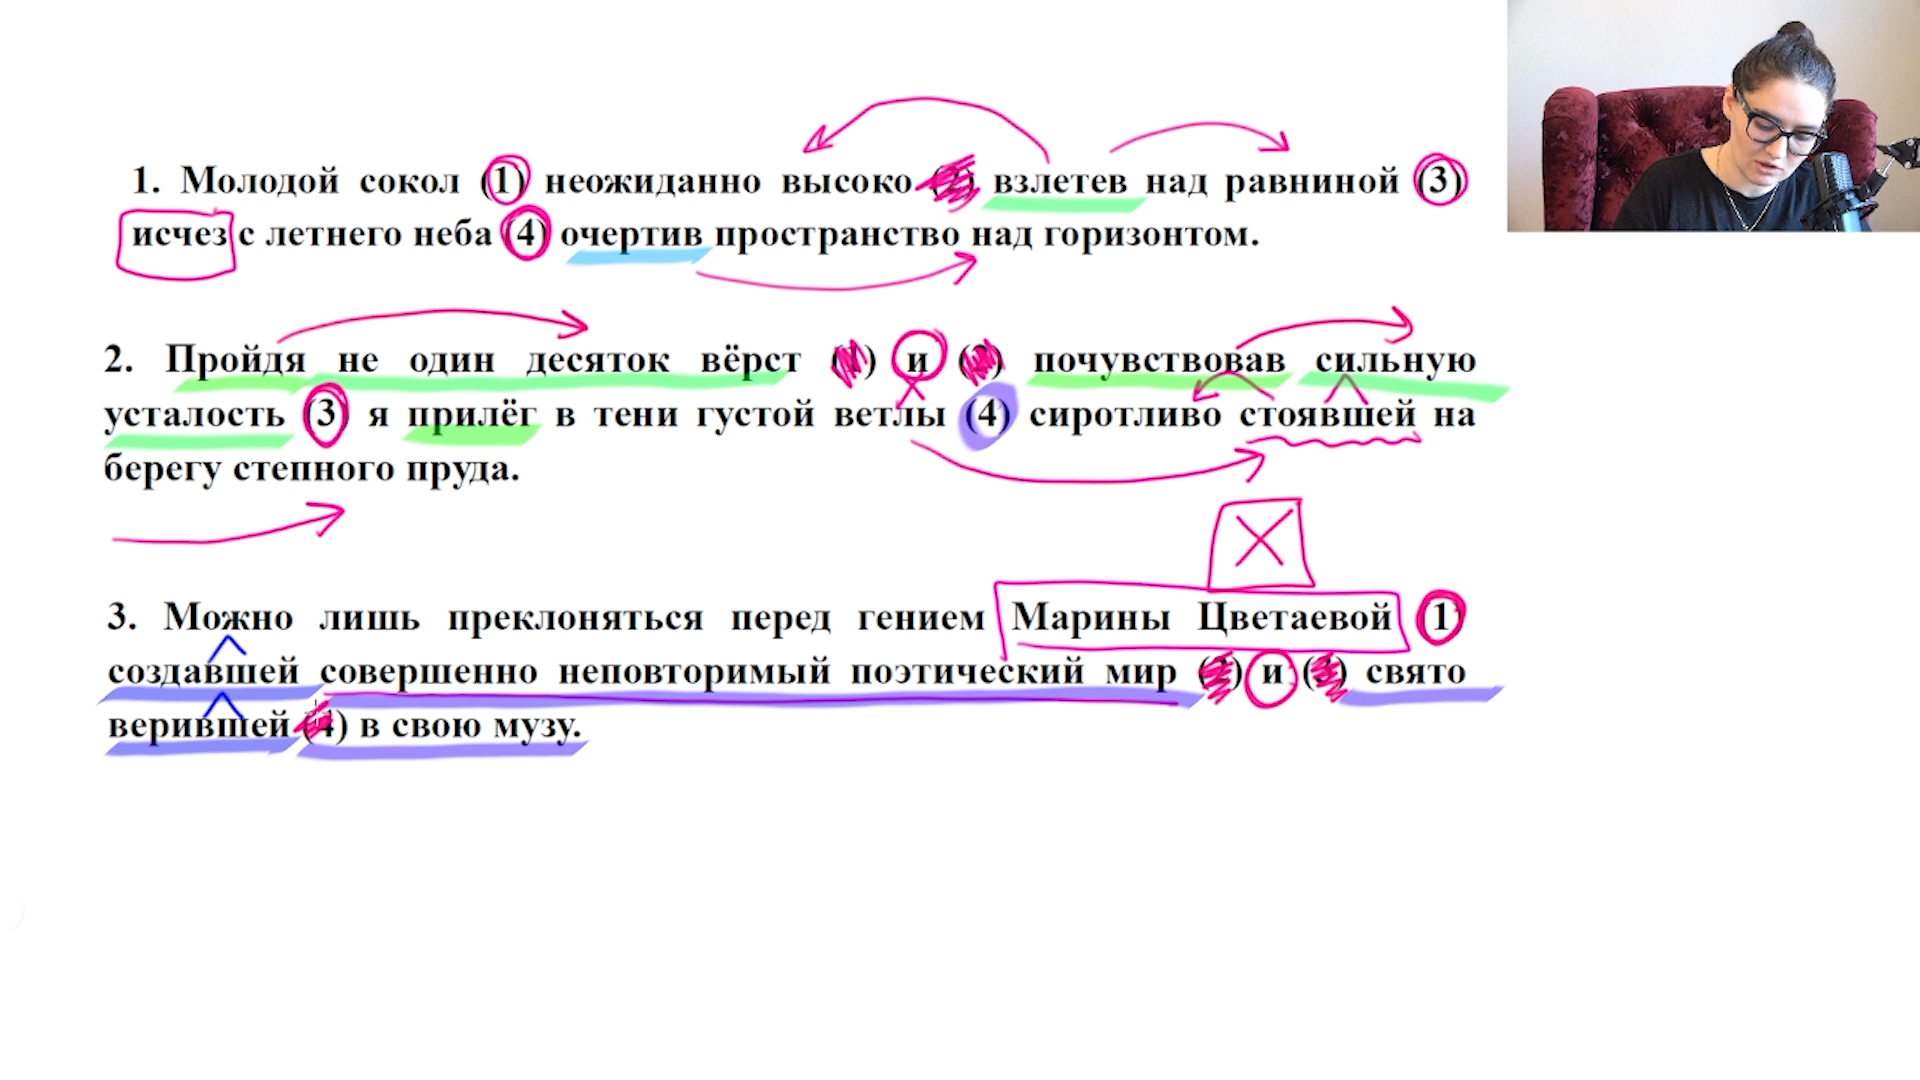 1. Молодой сокол (1) неожиданно высоко (2) взлетев над равниной (3)
исчез с летнего неба (4) очертив пространство над горизонтом.
2. Пройдя не один десяток вёрст (1) и (2) почувствовав сильную
усталость (3) я прилёг в тени густой ветлы (4) сиротливо стоявшей на
берегу степного пруда.
3. Можно лишь преклоняться перед гением Марины Цветаевой (1)
создавшей совершенно неповторимый поэтический мир (2) и (3) свято
верившей (4) в свою музу.